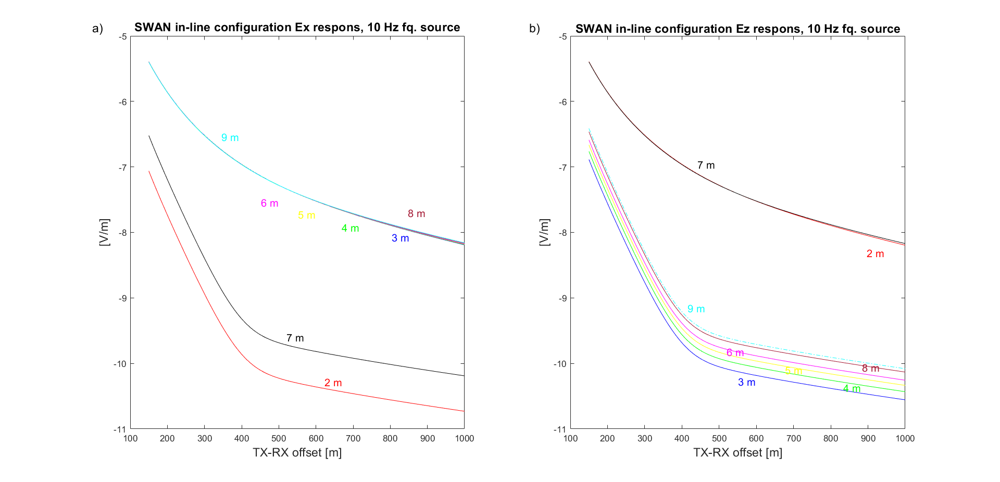 a)
SWAN in-line configuration Ex respons, 10 Hz fq. source
-5
-6
-7
-8
-9
-10
-11
[V/m]
9 m
6 m
5 m
4 m
3 m
8 m
7 m
2 m
100 200 300 400 500 600 700 800 900 1000
TX-RX offset [m]
b)
SWAN in-line configuration Ez respons, 10 Hz fq. source
-5
-6
-7
-8
-9
-10
-11
[V/m]
7 m
2 m
9 m
6 m
5 m
8 m
3 m
4 m
100 200 300 400 500 600 700 800 900 1000
TX-RX offset [m]